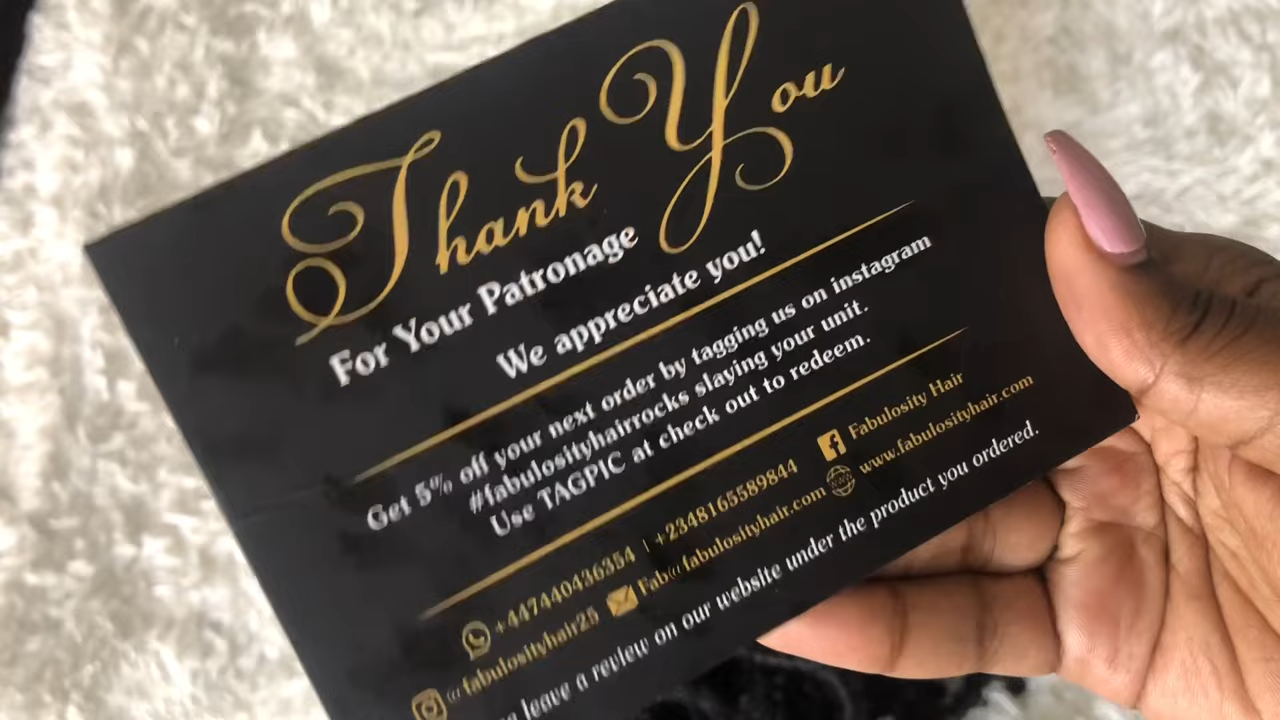 Thank You
For Your Patronage
We appreciate you!
Get 5% off your next order by tagging us on instagram
#fabulosityhairrocks slaying your unit.
Use TAGPIC at check out to redeem.
+447440436354 | +2348165589844 Fabulosity Hair
@fabulosityhair25 Fab@fabulosityhair.com www.fabulosityhair.com
leave a review on our website under the product you ordered.